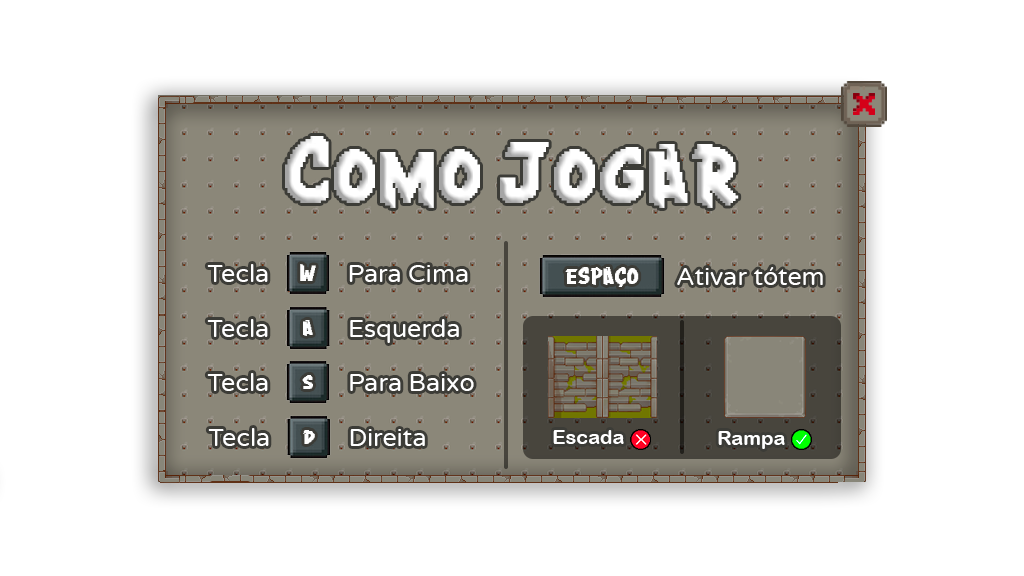 COMO JOGAR
Tecla W Para Cima
Tecla A Esquerda
Tecla S Para Baixo
Tecla D Direita
ESPAÇO Ativar tótem
Escada
Rampa